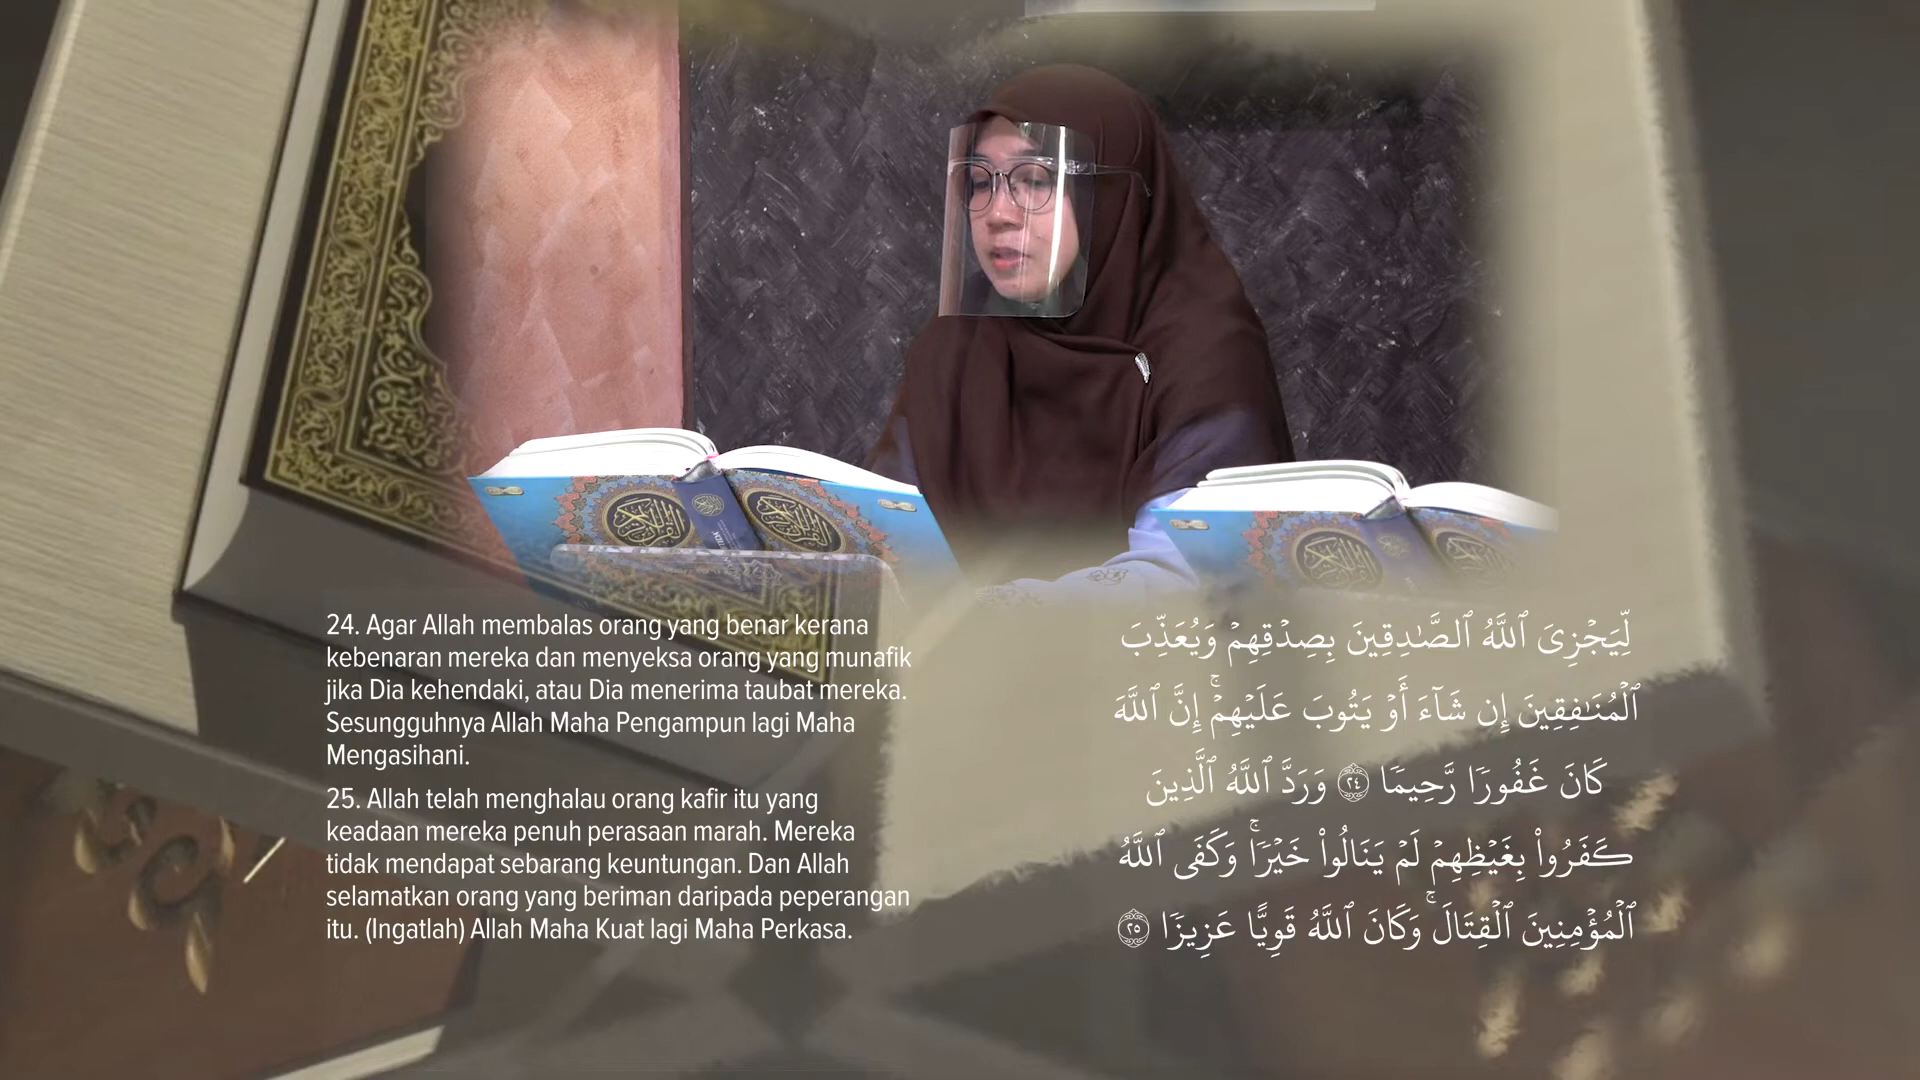 24. Agar Allah membalas orang yang benar kerana
kebenaran mereka dan menyeksa orang yang munafik
jika Dia kehendaki, atau Dia menerima taubat mereka.
Sesungguhnya Allah Maha Pengampun lagi Maha
Mengasihani.
25. Allah telah menghalau orang kafir itu yang
keadaan mereka penuh perasaan marah. Mereka
tidak mendapat sebarang keuntungan. Dan Allah
selamatkan orang yang beriman daripada peperangan
itu. (Ingatlah) Allah Maha Kuat lagi Maha Perkasa.
لِّيَجْزِىَ ٱللَّهُ ٱلصَّـٰدِقِينَ بِصِدْقِهِمْ وَيُعَذِّبَ
ٱلْمُنَـٰفِقِينَ إِن شَآءَ أَوْ يَتُوبَ عَلَيْهِمْ ۚ إِنَّ ٱللَّهَ
كَانَ غَفُورًا رَّحِيمًا ٢٤ وَرَدَّ ٱللَّهُ ٱلَّذِينَ
كَفَرُوا۟ بِغَيْظِهِمْ لَمْ يَنَالُوا۟ خَيْرًا ۚ وَكَفَى ٱللَّهُ
ٱلْمُؤْمِنِينَ ٱلْقِتَالَ ۚ وَكَانَ ٱللَّهُ قَوِيًّا عَزِيزًا ٢٥